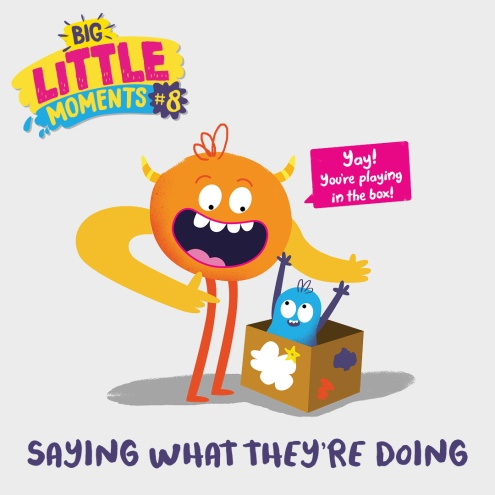 BIG
LITTLE
MOMENTS #8
Yay!
You're playing
in the box!
SAYING WHAT THEY'RE DOING